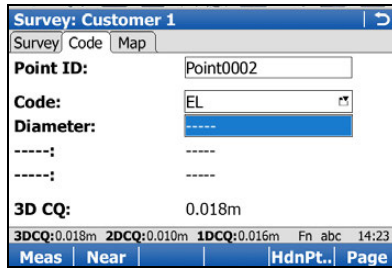 Survey: Customer 1
Survey Code Map
Point ID: Point0002
Code: EL
Diameter: -----
-----: -----
-----: -----
3D CQ: 0.018m
3DCQ:0.018m 2DCQ:0.010m 1DCQ:0.016m Fn abc 14:23
Meas Near HdnPt.. Page